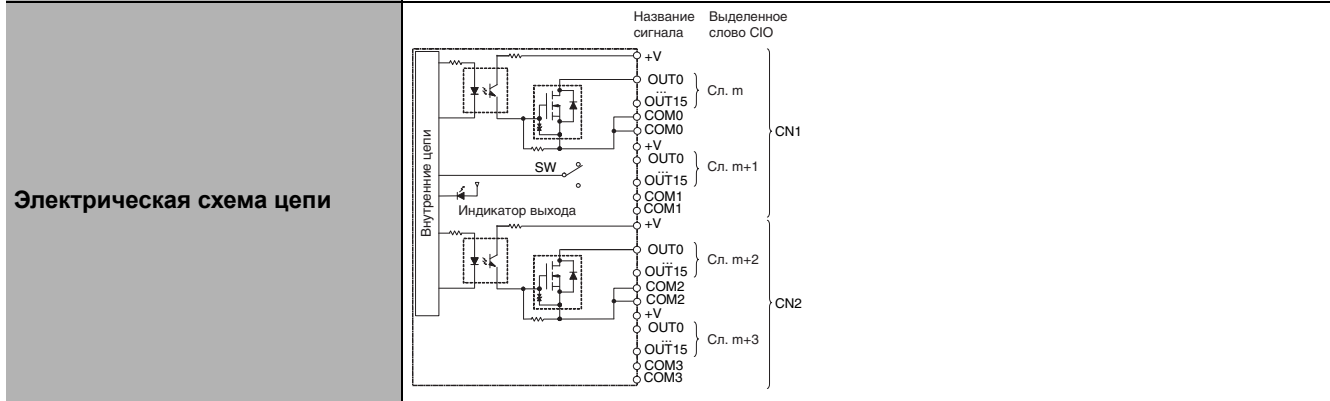 Электрическая схема цепи
Название сигнала
Выделенное слово CIO
Внутренние цепи
SW
Индикатор выхода
+V
OUT0
...
OUT15
COM0
COM0
+V
OUT0
...
OUT15
COM1
COM1
+V
OUT0
...
OUT15
COM2
COM2
+V
OUT0
...
OUT15
COM3
COM3
Сл. m
Сл. m+1
Сл. m+2
Сл. m+3
CN1
CN2